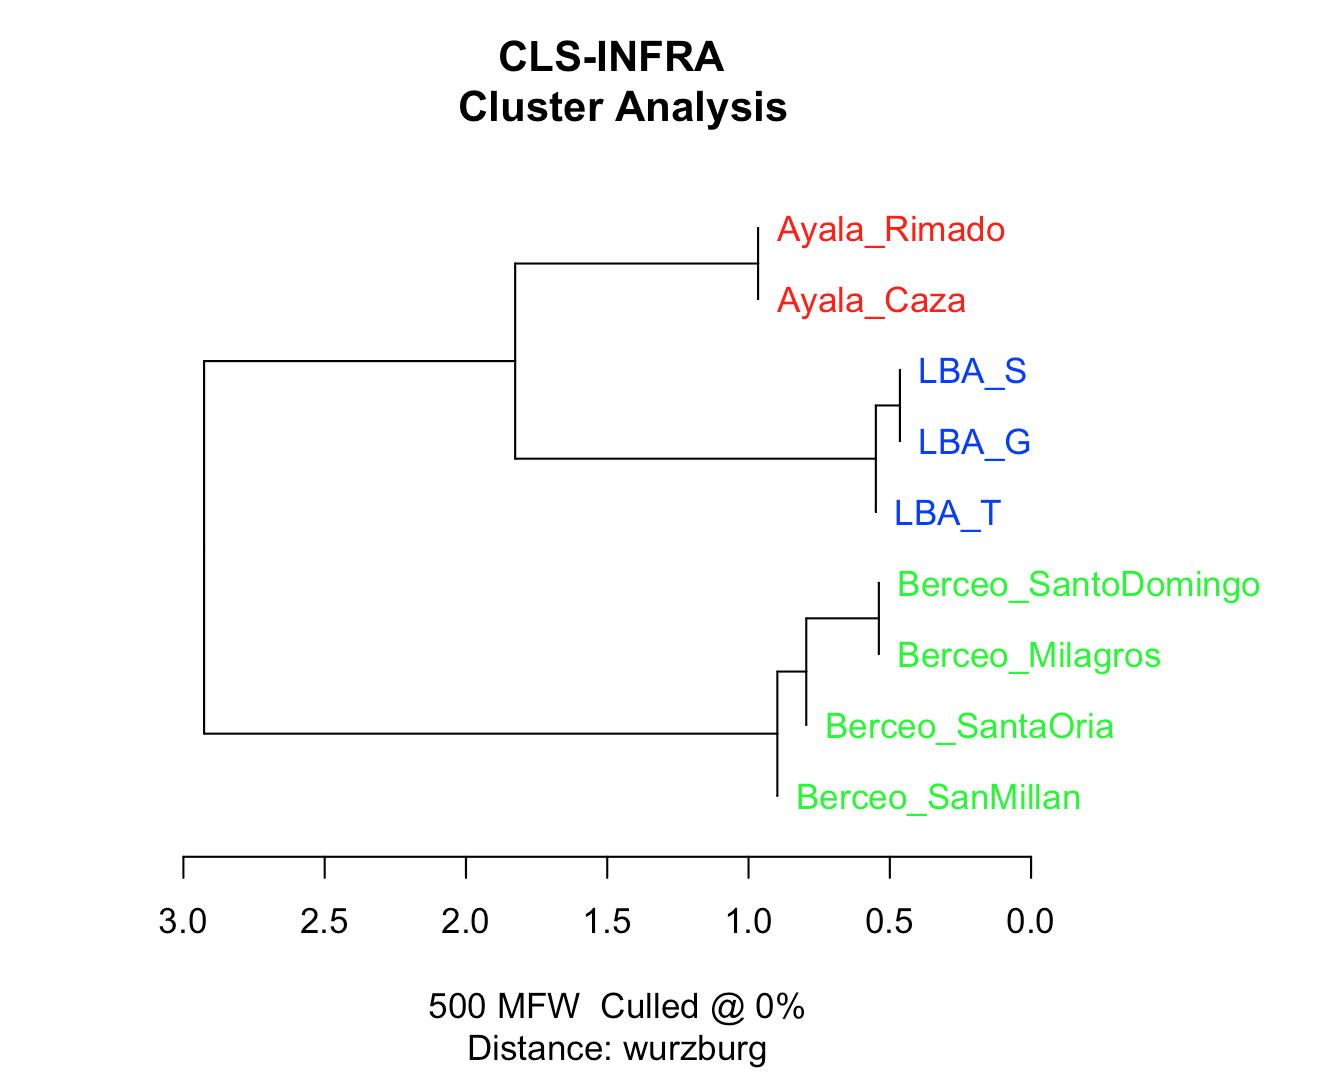 CLS-INFRA
Cluster Analysis
Ayala_Rimado
Ayala_Caza
LBA_S
LBA_G
LBA_T
Berceo_SantoDomingo
Berceo_Milagros
Berceo_SantaOria
Berceo_SanMillan
3.0 2.5 2.0 1.5 1.0 0.5 0.0
500 MFW  Culled @ 0%
Distance: wurzburg